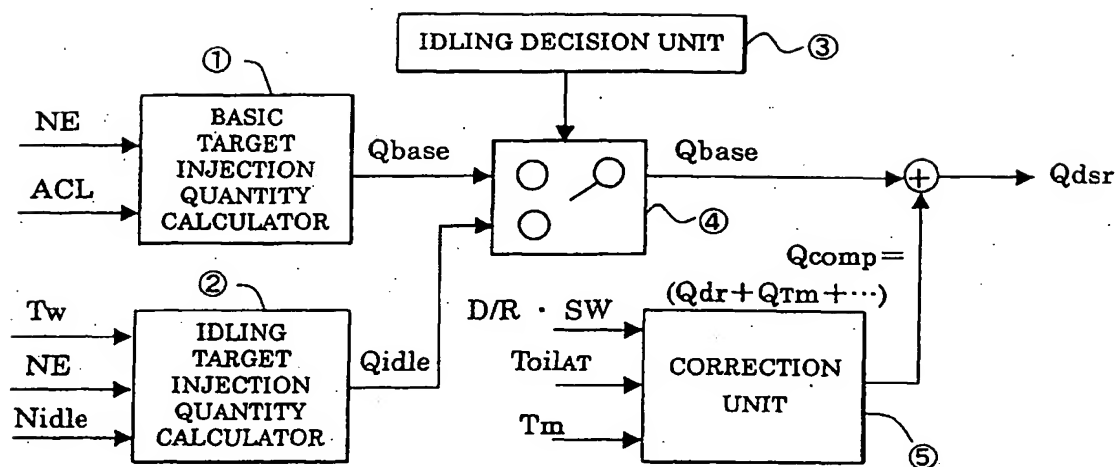 IDLING DECISION UNIT
③
①
NE
ACL
BASIC
TARGET
INJECTION
QUANTITY
CALCULATOR
Qbase
Qbase
④
+
Qdsr
②
Tw
NE
Nidle
IDLING
TARGET
INJECTION
QUANTITY
CALCULATOR
Qidle
Qcomp=
(Qdr+QTm+···)
D/R · SW
ToilAT
Tm
CORRECTION
UNIT
⑤